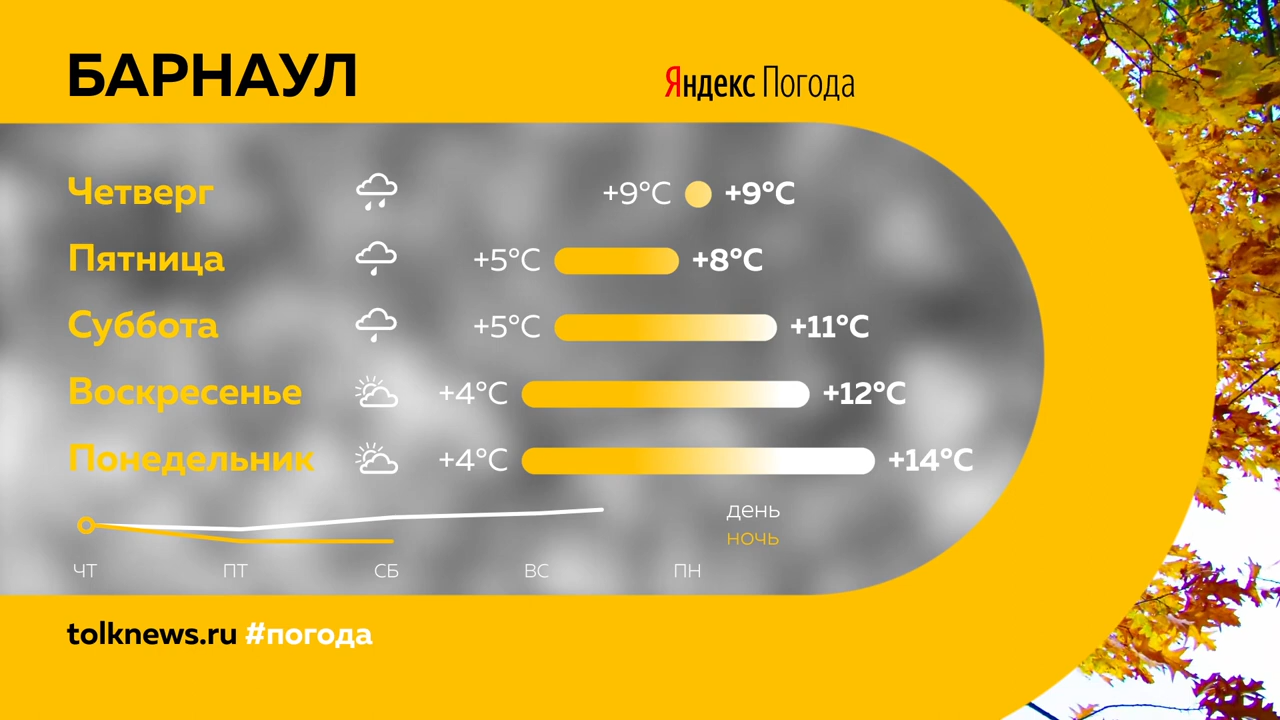 БАРНАУЛ
Яндекс Погода
Четверг +9°C +9°C
Пятница +5°C +8°C
Суббота +5°C +11°C
Воскресенье +4°C +12°C
Понедельник +4°C +14°C
день
ночь
ЧТ ПТ СБ ВС ПН
tolknews.ru #погода